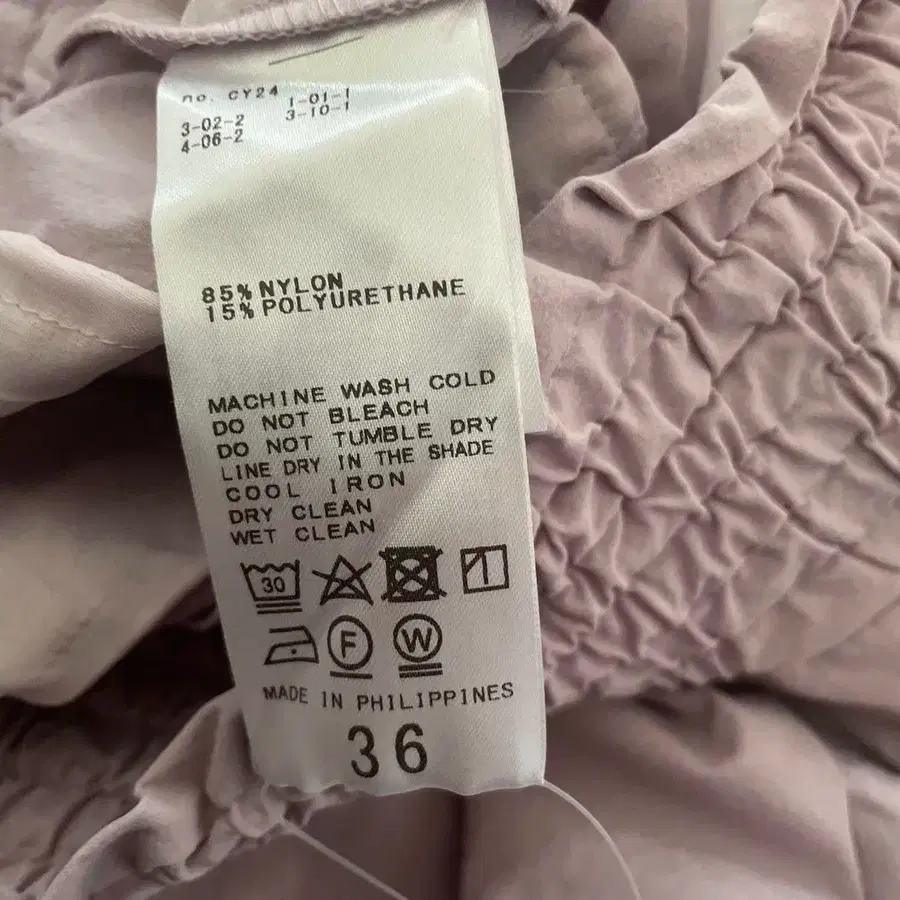 no. CY24 1-01-1
3-02-2 3-10-1
4-06-2
85% NYLON
15% POLYURETHANE
MACHINE WASH COLD
DO NOT BLEACH
DO NOT TUMBLE DRY
LINE DRY IN THE SHADE
COOL IRON
DRY CLEAN
WET CLEAN
30
F W
MADE IN PHILIPPINES
36